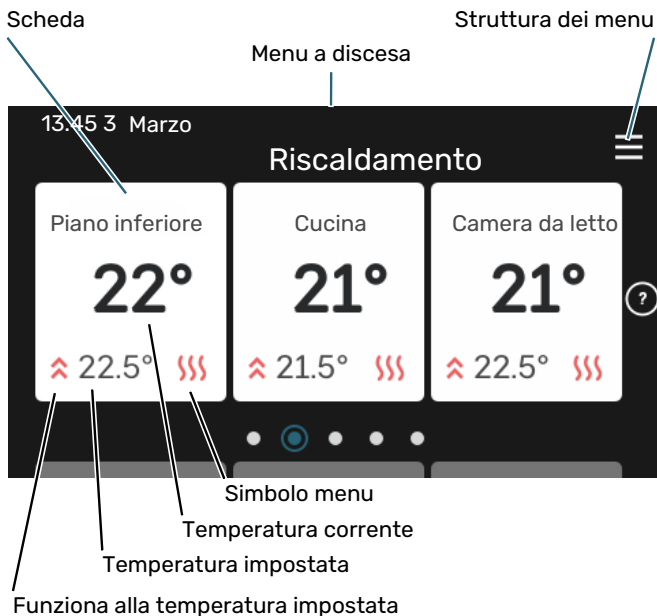 Scheda
Struttura dei menu
Menu a discesa
13.45 3 Marzo
Riscaldamento
Piano inferiore
Cucina
Camera da letto
22°
21°
21°
?
22.5°
21.5°
22.5°
Simbolo menu
Temperatura corrente
Temperatura impostata
Funziona alla temperatura impostata